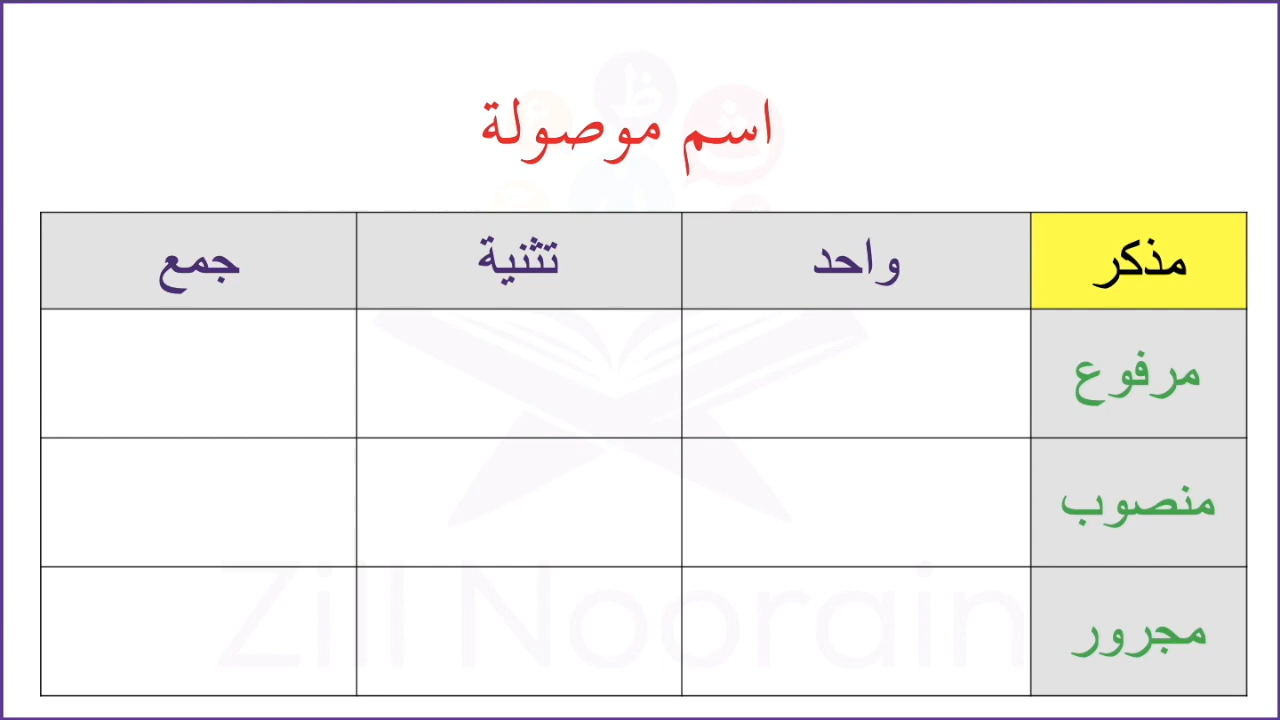 اسم موصولة
مذكر واحد تثنية جمع
مرفوع
منصوب
مجرور
Zill Noorain